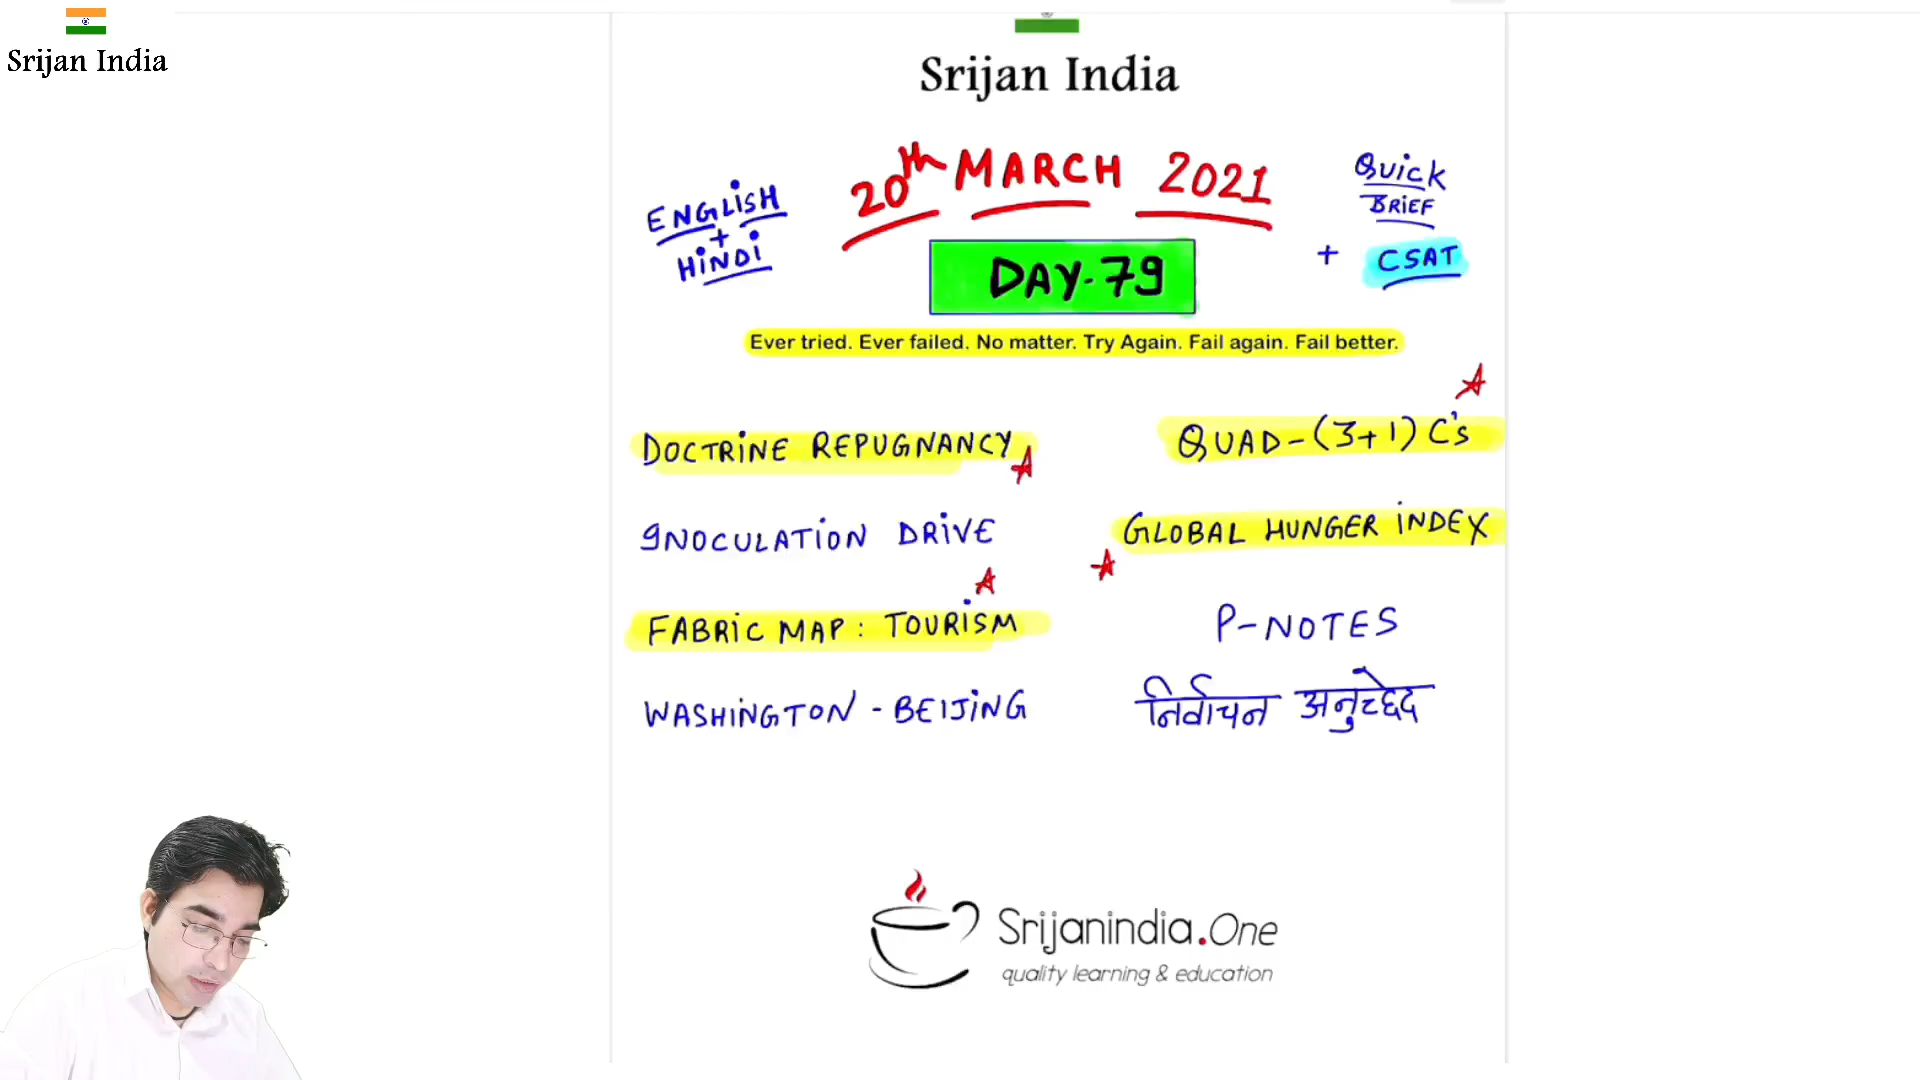 Srijan India
Srijan India
20th MARCH 2021
ENGLISH
+
HINDI
QUICK
BRIEF
+ CSAT
DAY-79
Ever tried. Ever failed. No matter. Try Again. Fail again. Fail better.
DOCTRINE REPUGNANCY
QUAD-(3+1) C's
INOCULATION DRIVE
GLOBAL HUNGER INDEX
FABRIC MAP: TOURISM
P-NOTES
WASHINGTON-BEIJING
निर्वाचन अनुच्छेद
Srijanindia.One
quality learning & education